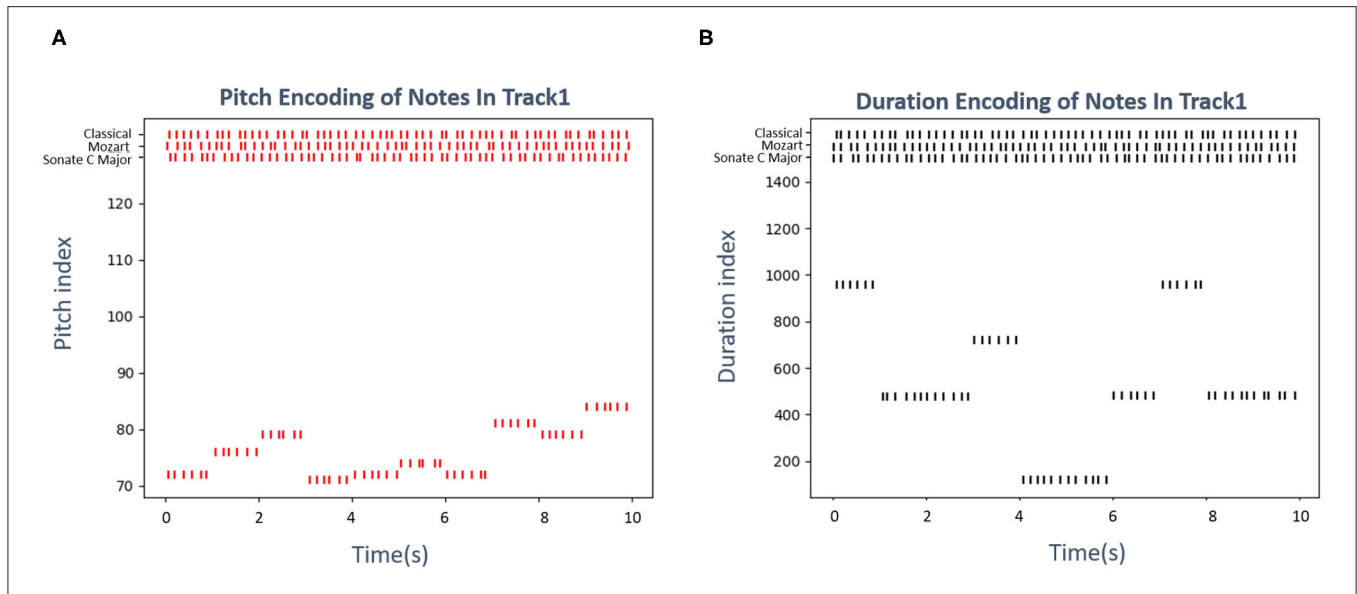 A
Pitch Encoding of Notes In Track1
Classical
Mozart
Sonate C Major
120
110
100
90
80
70
Pitch index
0 2 4 6 8 10
Time(s)
B
Duration Encoding of Notes In Track1
Classical
Mozart
Sonate C Major
1400
1200
1000
800
600
400
200
Duration index
0 2 4 6 8 10
Time(s)